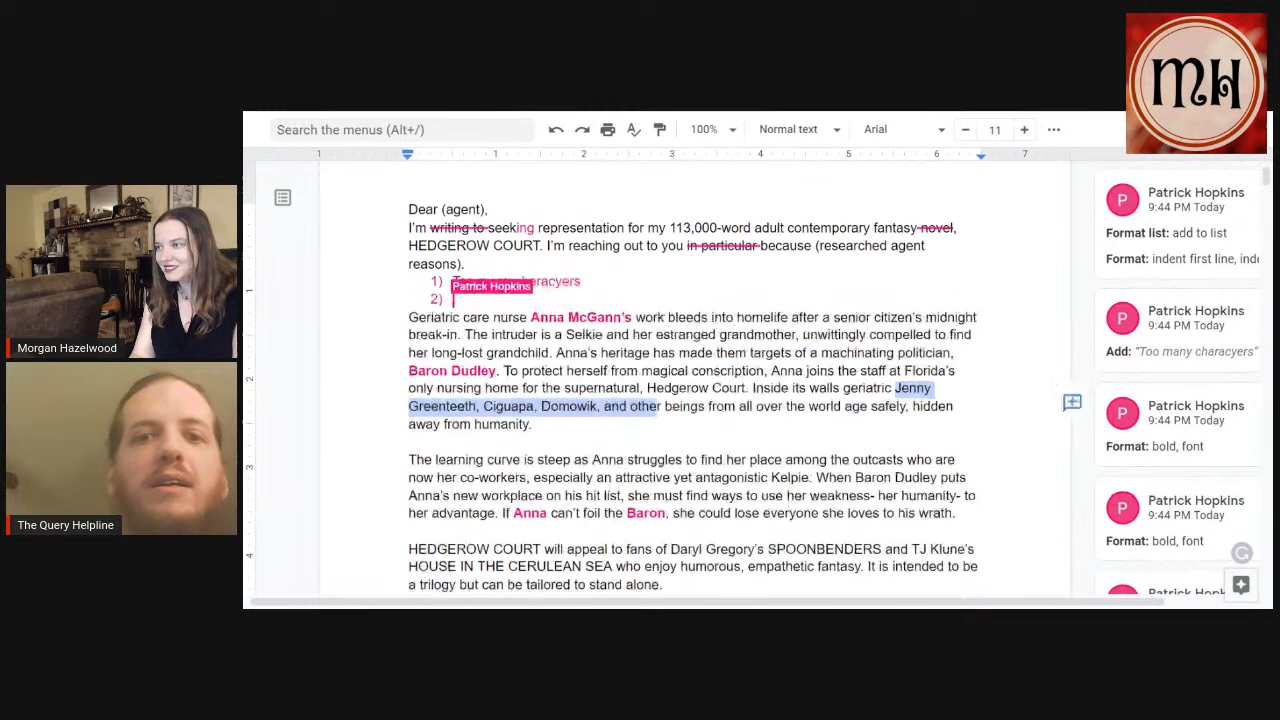 MH
Search the menus (Alt+/)
100%
Normal text
Arial
11
1 1 2 3 4 5 6 7
Patrick Hopkins
9:44 PM Today
Format list: add to list
Format: indent first line, inde
Patrick Hopkins
9:44 PM Today
Add: "Too many characyers"
Patrick Hopkins
9:44 PM Today
Format: bold, font
Patrick Hopkins
9:44 PM Today
Format: bold, font
Dear (agent),
I'm writing to seeking representation for my 113,000-word adult contemporary fantasy novel,
HEDGEROW COURT. I'm reaching out to you in particular because (researched agent
reasons).
1) characyers
Patrick Hopkins
2)
Geriatric care nurse Anna McGann's work bleeds into homelife after a senior citizen's midnight
break-in. The intruder is a Selkie and her estranged grandmother, unwittingly compelled to find
her long-lost grandchild. Anna's heritage has made them targets of a machinating politician,
Baron Dudley. To protect herself from magical conscription, Anna joins the staff at Florida's
only nursing home for the supernatural, Hedgerow Court. Inside its walls geriatric Jenny
Greenteeth, Ciguapa, Domowik, and other beings from all over the world age safely, hidden
away from humanity.
The learning curve is steep as Anna struggles to find her place among the outcasts who are
now her co-workers, especially an attractive yet antagonistic Kelpie. When Baron Dudley puts
Anna's new workplace on his hit list, she must find ways to use her weakness- her humanity- to
her advantage. If Anna can't foil the Baron, she could lose everyone she loves to his wrath.
HEDGEROW COURT will appeal to fans of Daryl Gregory's SPOONBENDERS and TJ Klune's
HOUSE IN THE CERULEAN SEA who enjoy humorous, empathetic fantasy. It is intended to be
a trilogy but can be tailored to stand alone.
Morgan Hazelwood
The Query Helpline